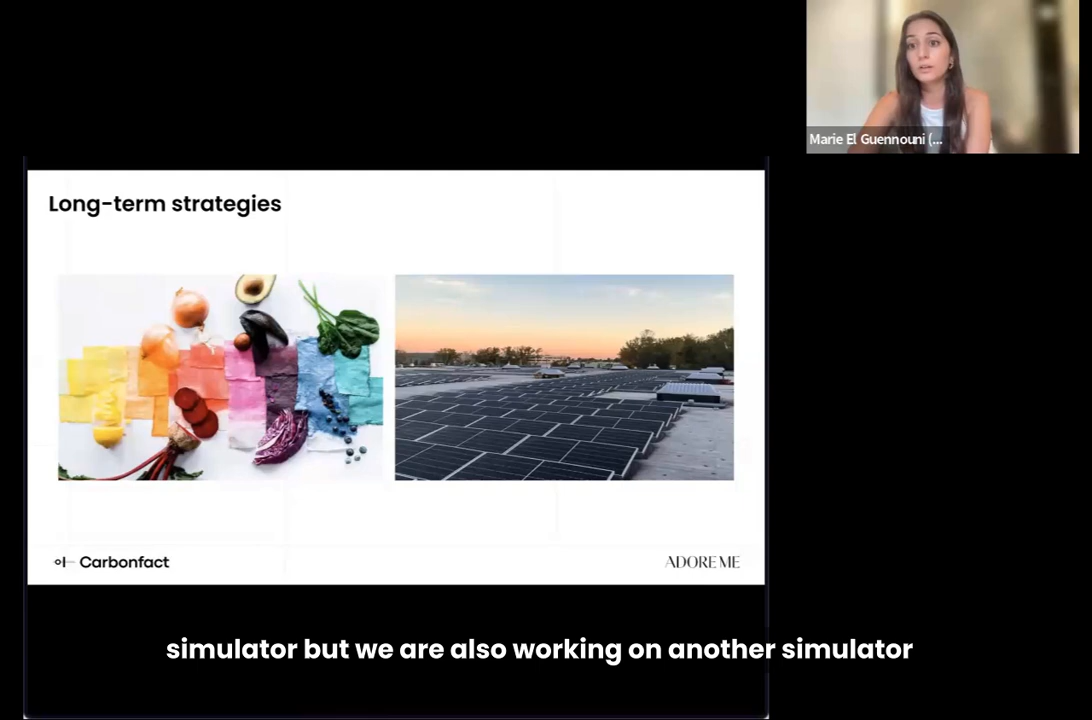 Marie El Guennouni (...
Long-term strategies
Carbonfact
ADORE ME
simulator but we are also working on another simulator